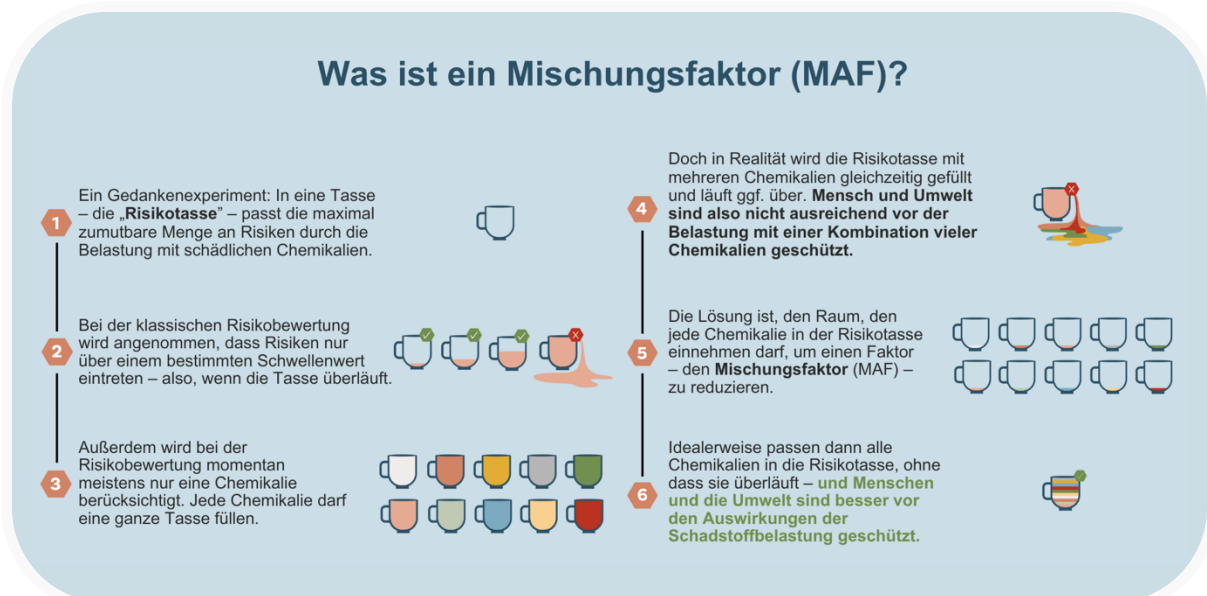 Was ist ein Mischungsfaktor (MAF)?
1
Ein Gedankenexperiment: In eine Tasse
– die „Risikotasse” – passt die maximal
zumutbare Menge an Risiken durch die
Belastung mit schädlichen Chemikalien.
2
Bei der klassischen Risikobewertung
wird angenommen, dass Risiken nur
über einem bestimmten Schwellenwert
eintreten – also, wenn die Tasse überläuft.
3
Außerdem wird bei der
Risikobewertung momentan
meistens nur eine Chemikalie
berücksichtigt. Jede Chemikalie darf
eine ganze Tasse füllen.
4
Doch in Realität wird die Risikotasse mit
mehreren Chemikalien gleichzeitig gefüllt
und läuft ggf. über. Mensch und Umwelt
sind also nicht ausreichend vor der
Belastung mit einer Kombination vieler
Chemikalien geschützt.
5
Die Lösung ist, den Raum, den
jede Chemikalie in der Risikotasse
einnehmen darf, um einen Faktor
– den Mischungsfaktor (MAF) –
zu reduzieren.
6
Idealerweise passen dann alle
Chemikalien in die Risikotasse, ohne
dass sie überläuft – und Menschen
und die Umwelt sind besser vor
den Auswirkungen der
Schadstoffbelastung geschützt.